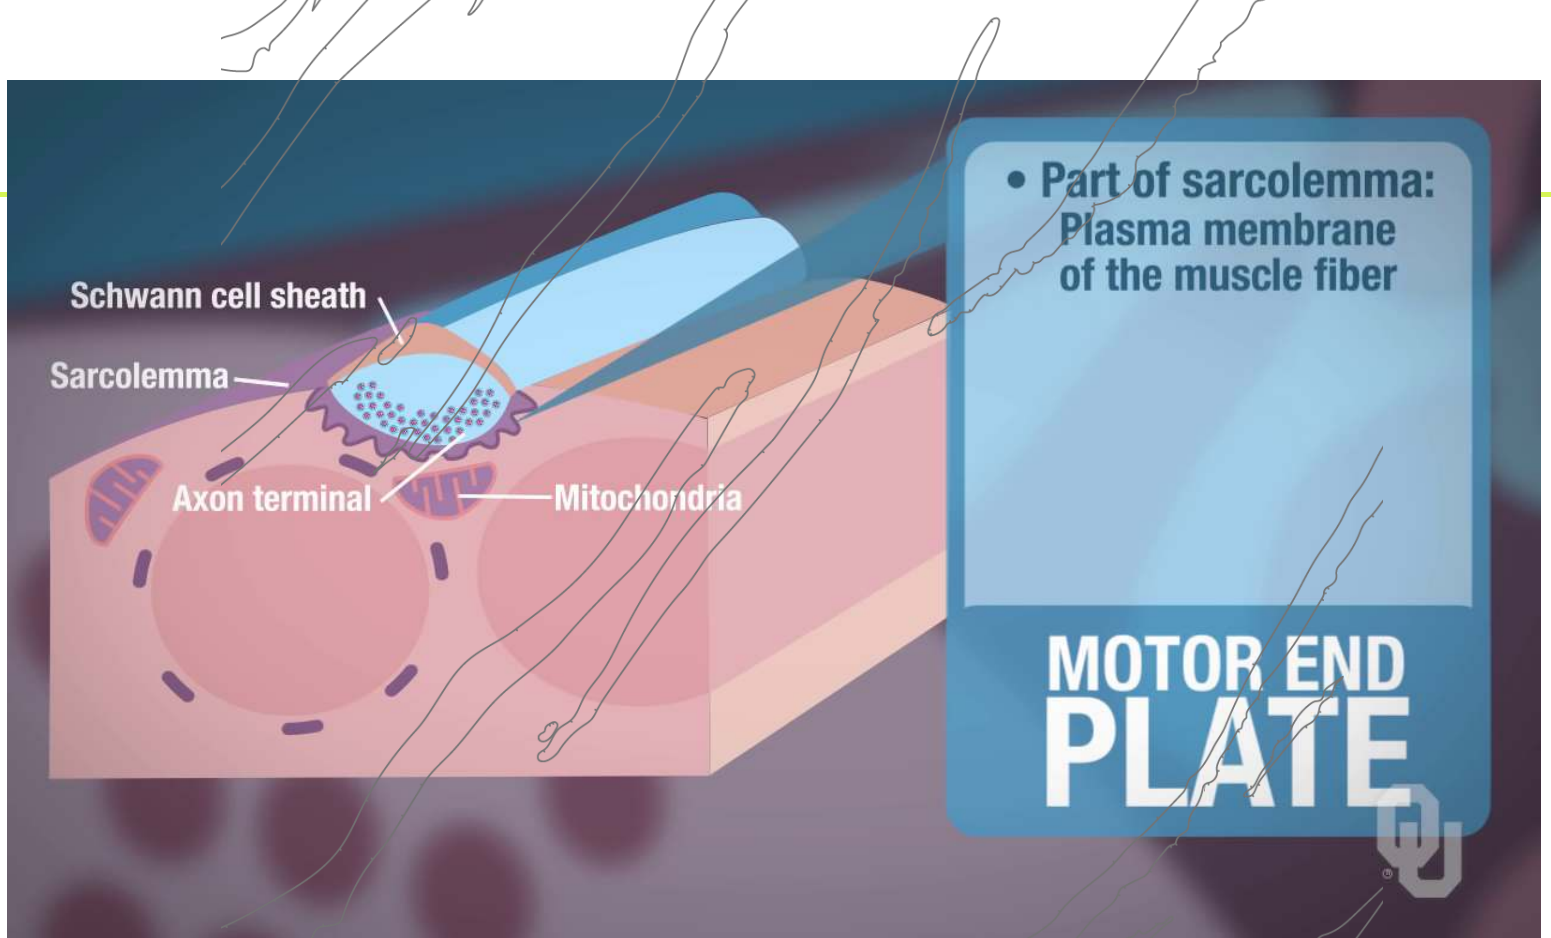 Schwann cell sheath
Sarcolemma
Axon terminal
Mitochondria
• Part of sarcolemma:
Plasma membrane
of the muscle fiber
MOTOR END
PLATE
OU
®